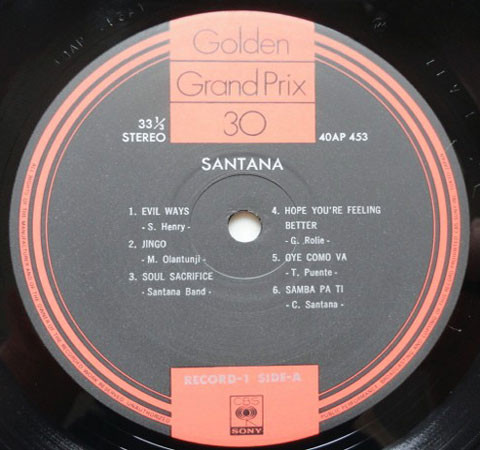 Golden
Grand Prix
30
33 1/3
STEREO
40AP 453
SANTANA
1. EVIL WAYS
- S. Henry -
2. JINGO
- M. Olantunji -
3. SOUL SACRIFICE
- Santana Band -
4. HOPE YOU'RE FEELING
BETTER
- G. Rolie -
5. OYE COMO VA
- T. Puente -
6. SAMBA PA TI
- C. Santana -
RECORD-1 SIDE-A
CBS
SONY